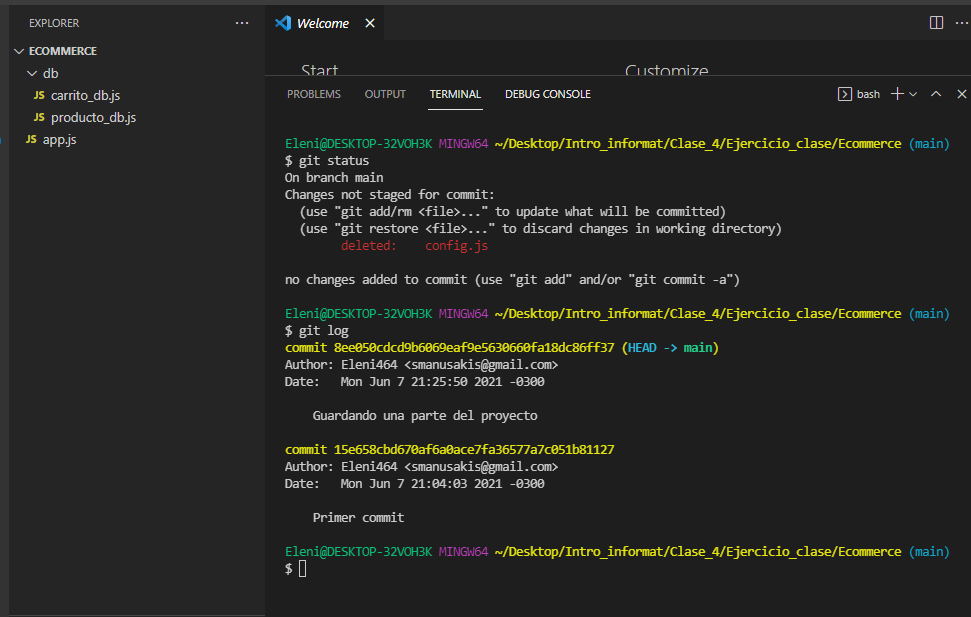 EXPLORER
ECOMMERCE
db
JS carrito_db.js
JS producto_db.js
JS app.js
Welcome
Start Customize
PROBLEMS OUTPUT TERMINAL DEBUG CONSOLE bash
Eleni@DESKTOP-32VOH3K MINGW64 ~/Desktop/Intro_informat/Clase_4/Ejercicio_clase/Ecommerce (main)
$ git status
On branch main
Changes not staged for commit:
(use "git add/rm <file>..." to update what will be committed)
(use "git restore <file>..." to discard changes in working directory)
deleted: config.js
no changes added to commit (use "git add" and/or "git commit -a")
Eleni@DESKTOP-32VOH3K MINGW64 ~/Desktop/Intro_informat/Clase_4/Ejercicio_clase/Ecommerce (main)
$ git log
commit 8ee050cdcd9b6069eaf9e5630660fa18dc86ff37 (HEAD -> main)
Author: Eleni464 <smanusakis@gmail.com>
Date: Mon Jun 7 21:25:50 2021 -0300
Guardando una parte del proyecto
commit 15e658cbd670af6a0ace7fa36577a7c051b81127
Author: Eleni464 <smanusakis@gmail.com>
Date: Mon Jun 7 21:04:03 2021 -0300
Primer commit
Eleni@DESKTOP-32VOH3K MINGW64 ~/Desktop/Intro_informat/Clase_4/Ejercicio_clase/Ecommerce (main)
$